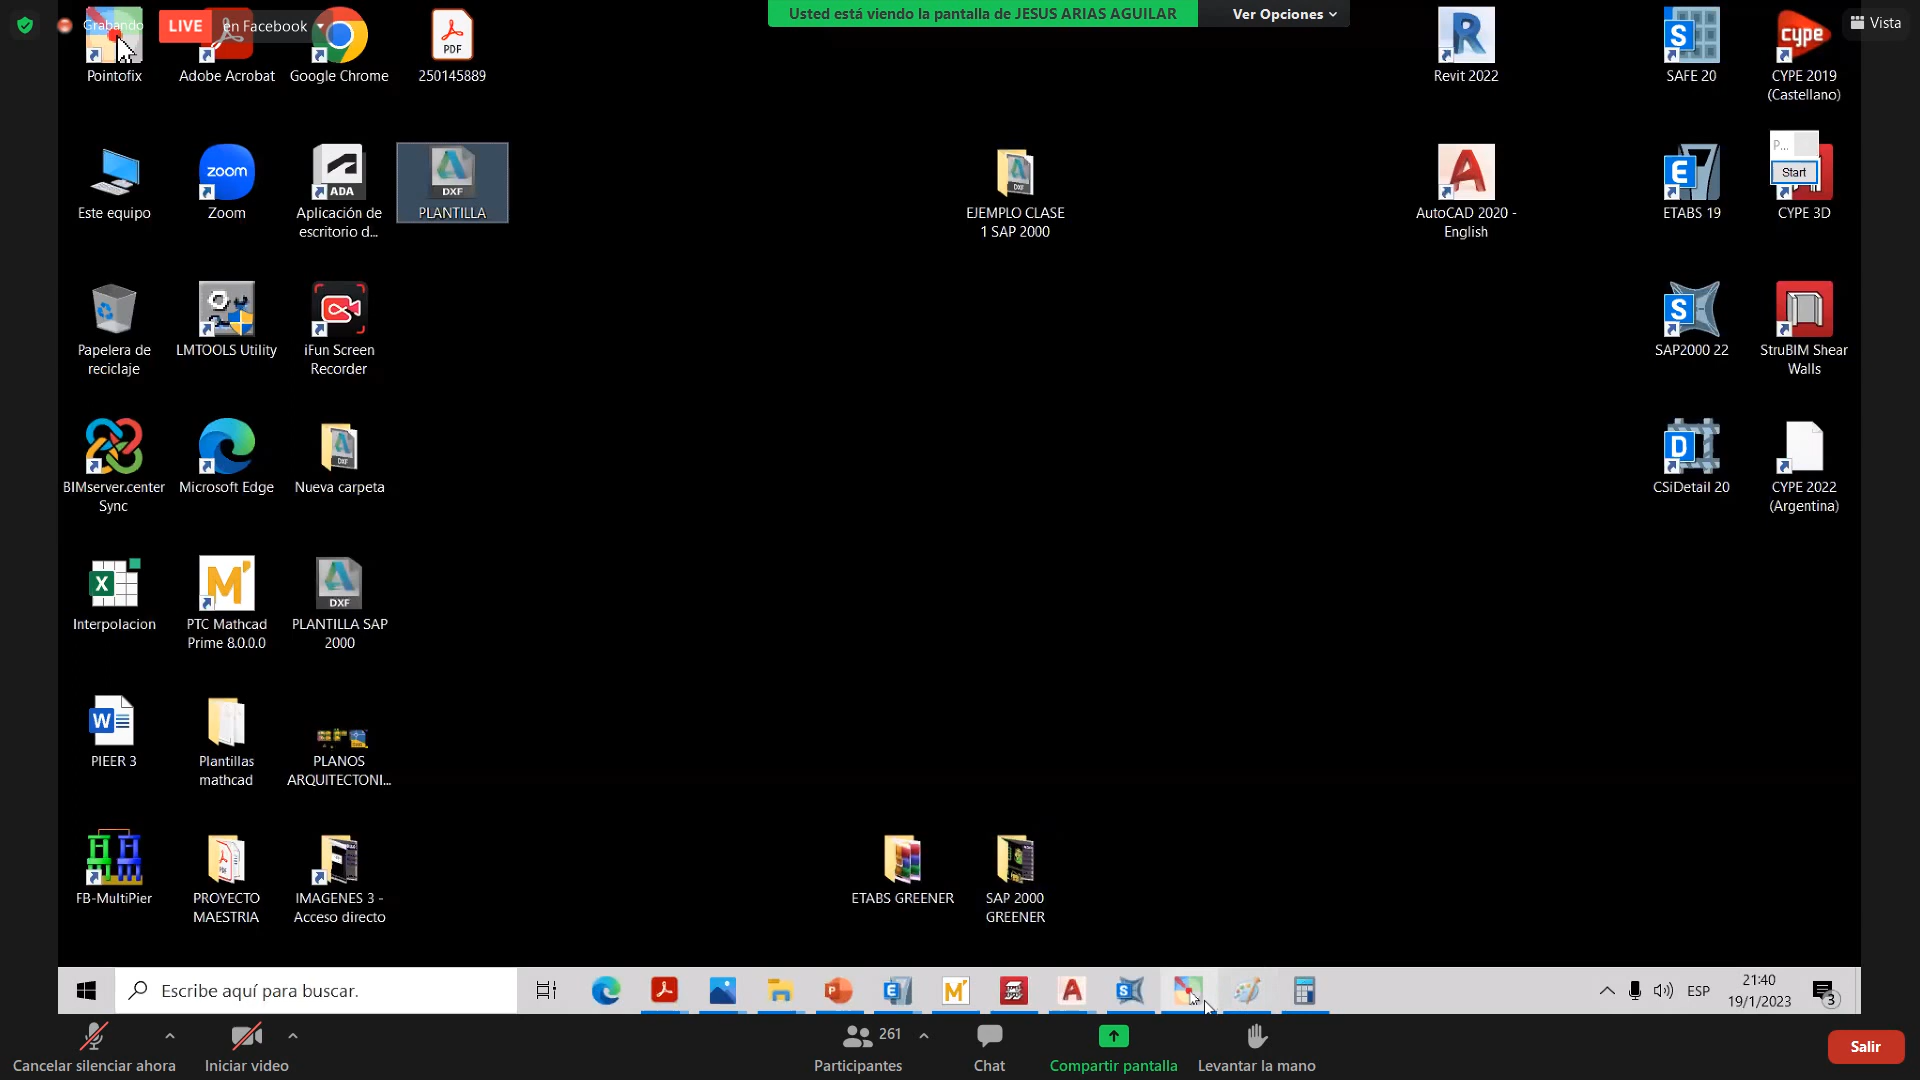 Grabando
LIVE
en Facebook
Usted está viendo la pantalla de JESUS ARIAS AGUILAR
Ver Opciones
Vista
Pointofix
Adobe Acrobat
Google Chrome
PDF
250145889
Revit 2022
SAFE 20
cype
CYPE 2019
(Castellano)
Este equipo
zoom
Zoom
ADA
Aplicación de
escritorio d...
DXF
PLANTILLA
DXF
EJEMPLO CLASE
1 SAP 2000
AutoCAD 2020 -
English
ETABS 19
P...
Start
CYPE 3D
Papelera de
reciclaje
LMTOOLS Utility
iFun Screen
Recorder
SAP2000 22
StruBIM Shear
Walls
BIMserver.center
Sync
Microsoft Edge
DXF
Nueva carpeta
CSiDetail 20
CYPE 2022
(Argentina)
Interpolacion
PTC Mathcad
Prime 8.0.0.0
DXF
PLANTILLA SAP
2000
PIEER 3
Plantillas
mathcad
PLANOS
ARQUITECTONI...
FB-MultiPier
PROYECTO
MAESTRIA
IMAGENES 3 -
Acceso directo
ETABS GREENER
SAP 2000
GREENER
Escribe aquí para buscar.
ESP
21:40
19/1/2023
3
Cancelar silenciar ahora
Iniciar video
261
Participantes
Chat
Compartir pantalla
Levantar la mano
Salir